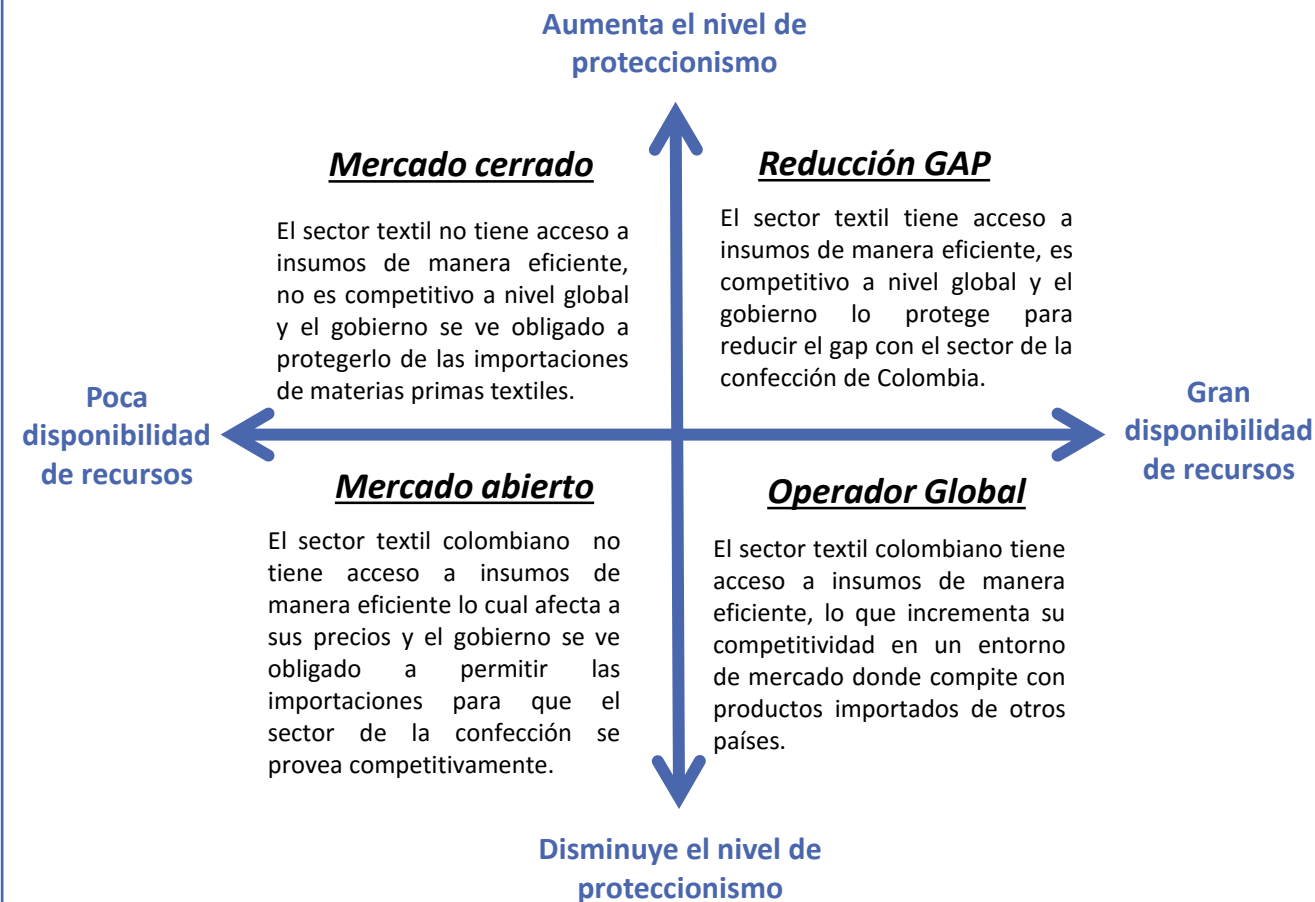 Aumenta el nivel de
proteccionismo
Mercado cerrado
El sector textil no tiene acceso a
insumos de manera eficiente,
no es competitivo a nivel global
y el gobierno se ve obligado a
protegerlo de las importaciones
de materias primas textiles.
Reducción GAP
El sector textil tiene acceso a
insumos de manera eficiente, es
competitivo a nivel global y el
gobierno lo protege para
reducir el gap con el sector de la
confección de Colombia.
Poca
disponibilidad
de recursos
Gran
disponibilidad
de recursos
Mercado abierto
El sector textil colombiano no
tiene acceso a insumos de
manera eficiente lo cual afecta a
sus precios y el gobierno se ve
obligado a permitir las
importaciones para que el
sector de la confección se
provea competitivamente.
Operador Global
El sector textil colombiano tiene
acceso a insumos de manera
eficiente, lo que incrementa su
competitividad en un entorno
de mercado donde compite con
productos importados de otros
países.
Disminuye el nivel de
proteccionismo